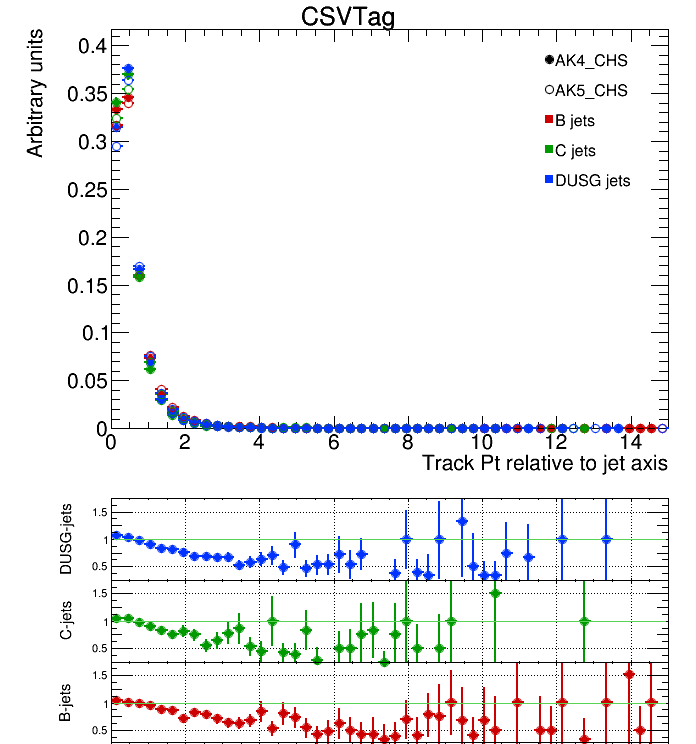 CSVTag
Arbitrary units
0.4
0.35
0.3
0.25
0.2
0.15
0.1
0.05
0
AK4_CHS
AK5_CHS
B jets
C jets
DUSG jets
0 2 4 6 8 10 12 14
Track Pt relative to jet axis
DUSG-jets
1.5
1
0.5
C-jets
1.5
1
0.5
B-jets
1.5
1
0.5